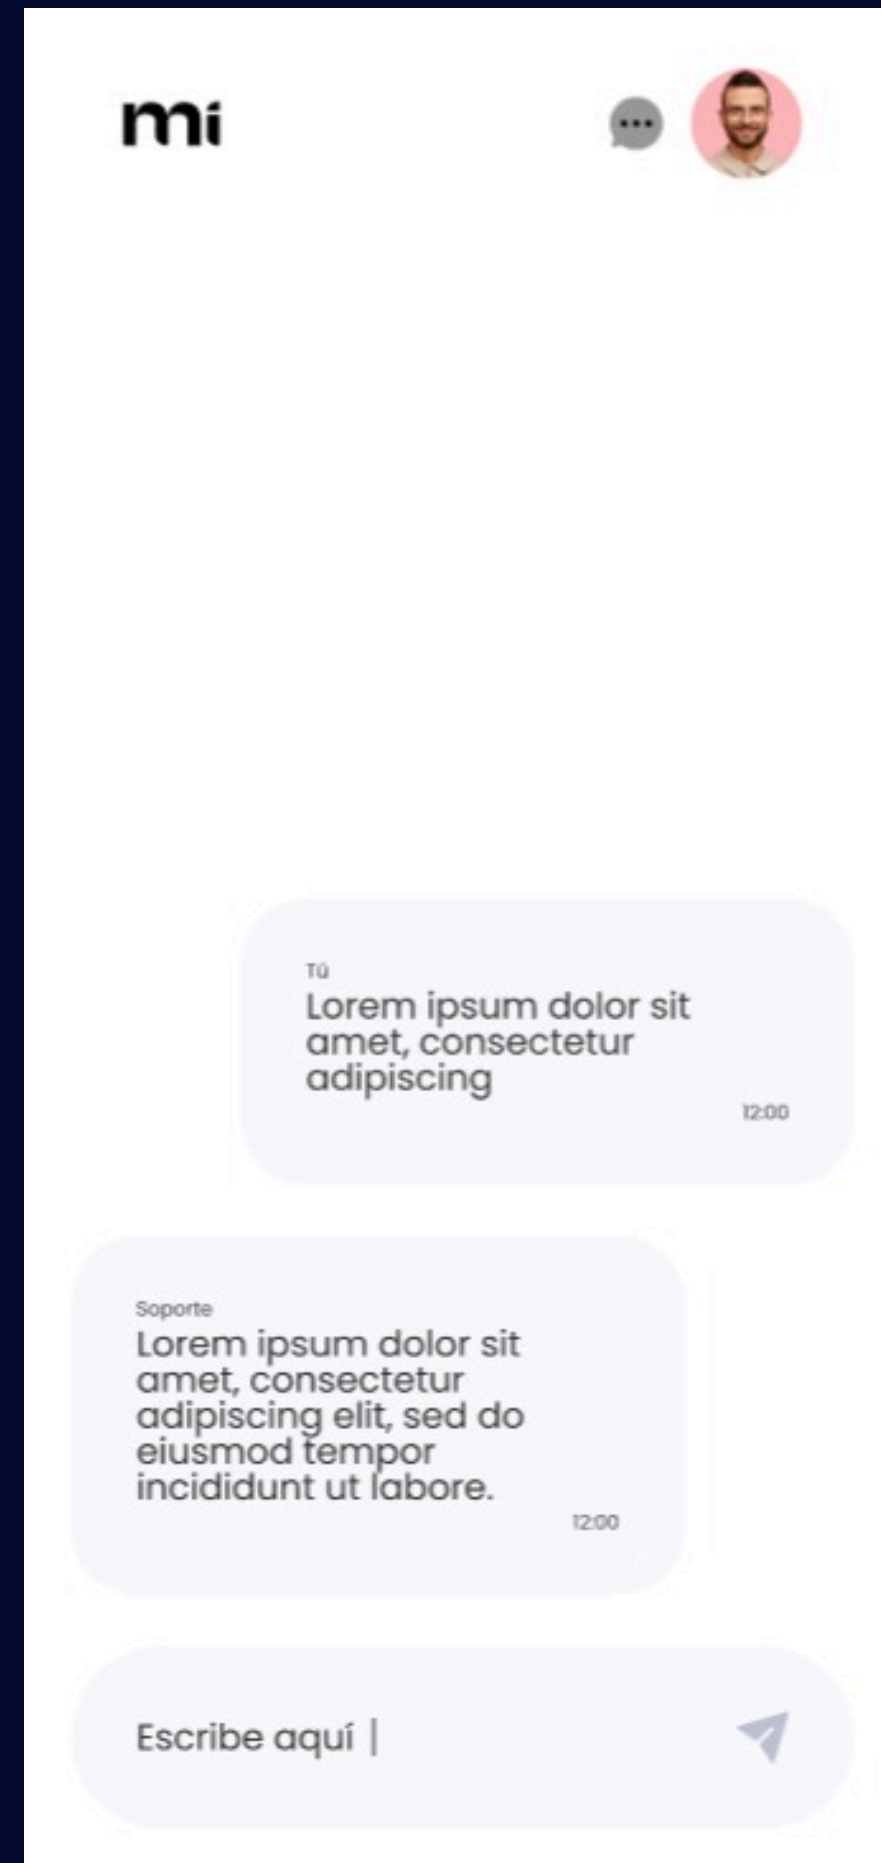 mi
Tú
Lorem ipsum dolor sit
amet, consectetur
adipiscing
12:00
Soporte
Lorem ipsum dolor sit
amet, consectetur
adipiscing elit, sed do
eiusmod tempor
incididunt ut labore.
12:00
Escribe aquí |